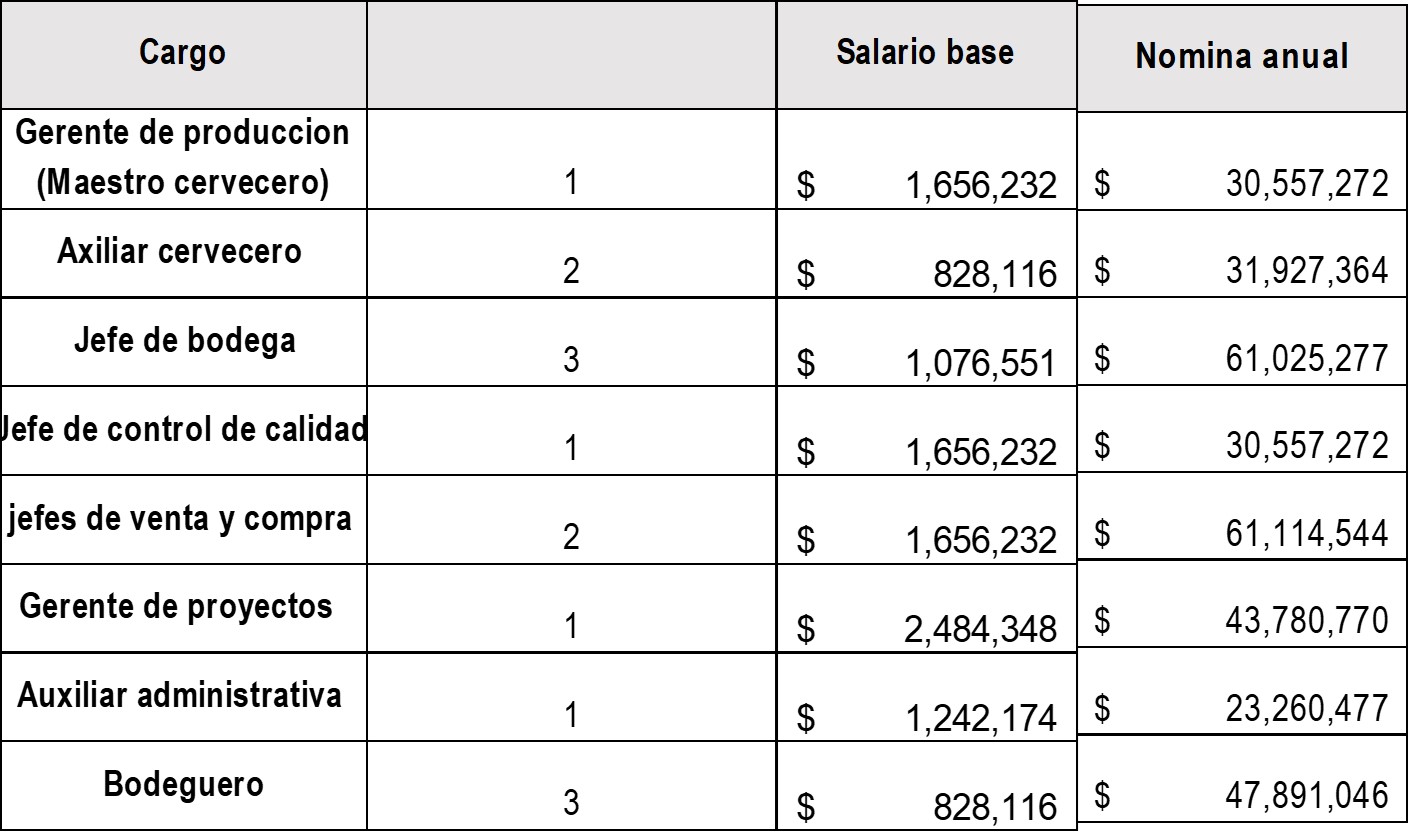 Cargo Salario base Nomina anual
Gerente de produccion
(Maestro cervecero) 1 $ 1,656,232 $ 30,557,272
Axiliar cervecero 2 $ 828,116 $ 31,927,364
Jefe de bodega 3 $ 1,076,551 $ 61,025,277
Jefe de control de calidad 1 $ 1,656,232 $ 30,557,272
jefes de venta y compra 2 $ 1,656,232 $ 61,114,544
Gerente de proyectos 1 $ 2,484,348 $ 43,780,770
Auxiliar administrativa 1 $ 1,242,174 $ 23,260,477
Bodeguero 3 $ 828,116 $ 47,891,046